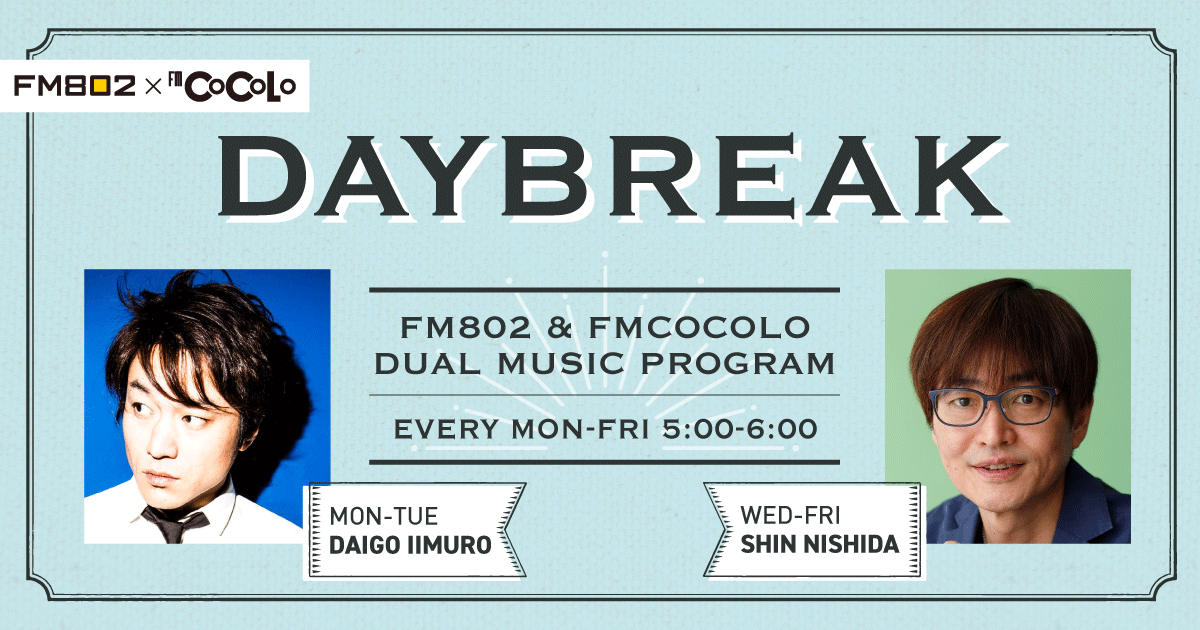 FM802×FM COCOLO
DAYBREAK
FM802 & FMCOCOLO
DUAL MUSIC PROGRAM
EVERY MON-FRI 5:00-6:00
MON-TUE
DAIGO IIMURO
WED-FRI
SHIN NISHIDA